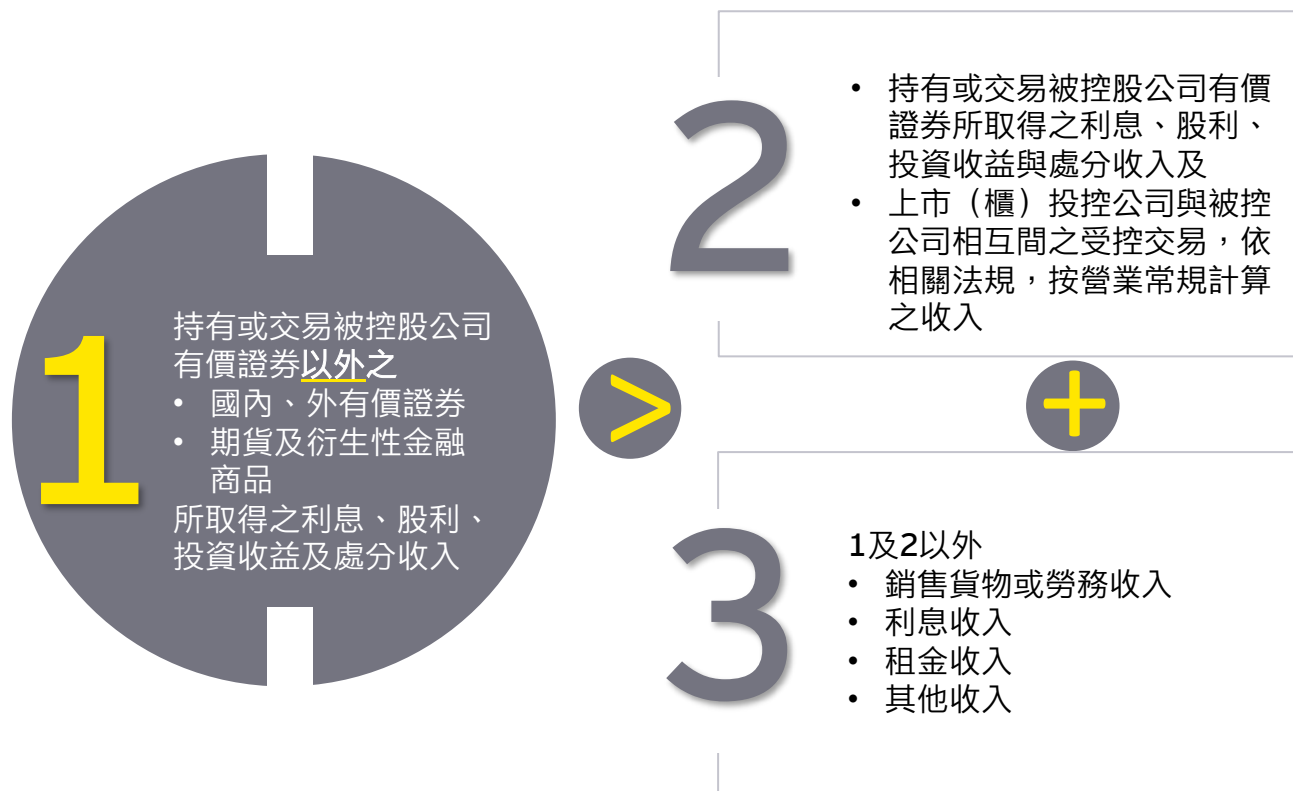 1
持有或交易被控股公司
有價證券以外之
• 國內、外有價證券
• 期貨及衍生性金融
商品
所取得之利息、股利、
投資收益及處分收入
>
2
• 持有或交易被控股公司有價
證券所取得之利息、股利、
投資收益與處分收入及
• 上市（櫃）投控公司與被控
公司相互間之受控交易，依
相關法規，按營業常規計算
之收入
+
3
1及2以外
• 銷售貨物或勞務收入
• 利息收入
• 租金收入
• 其他收入